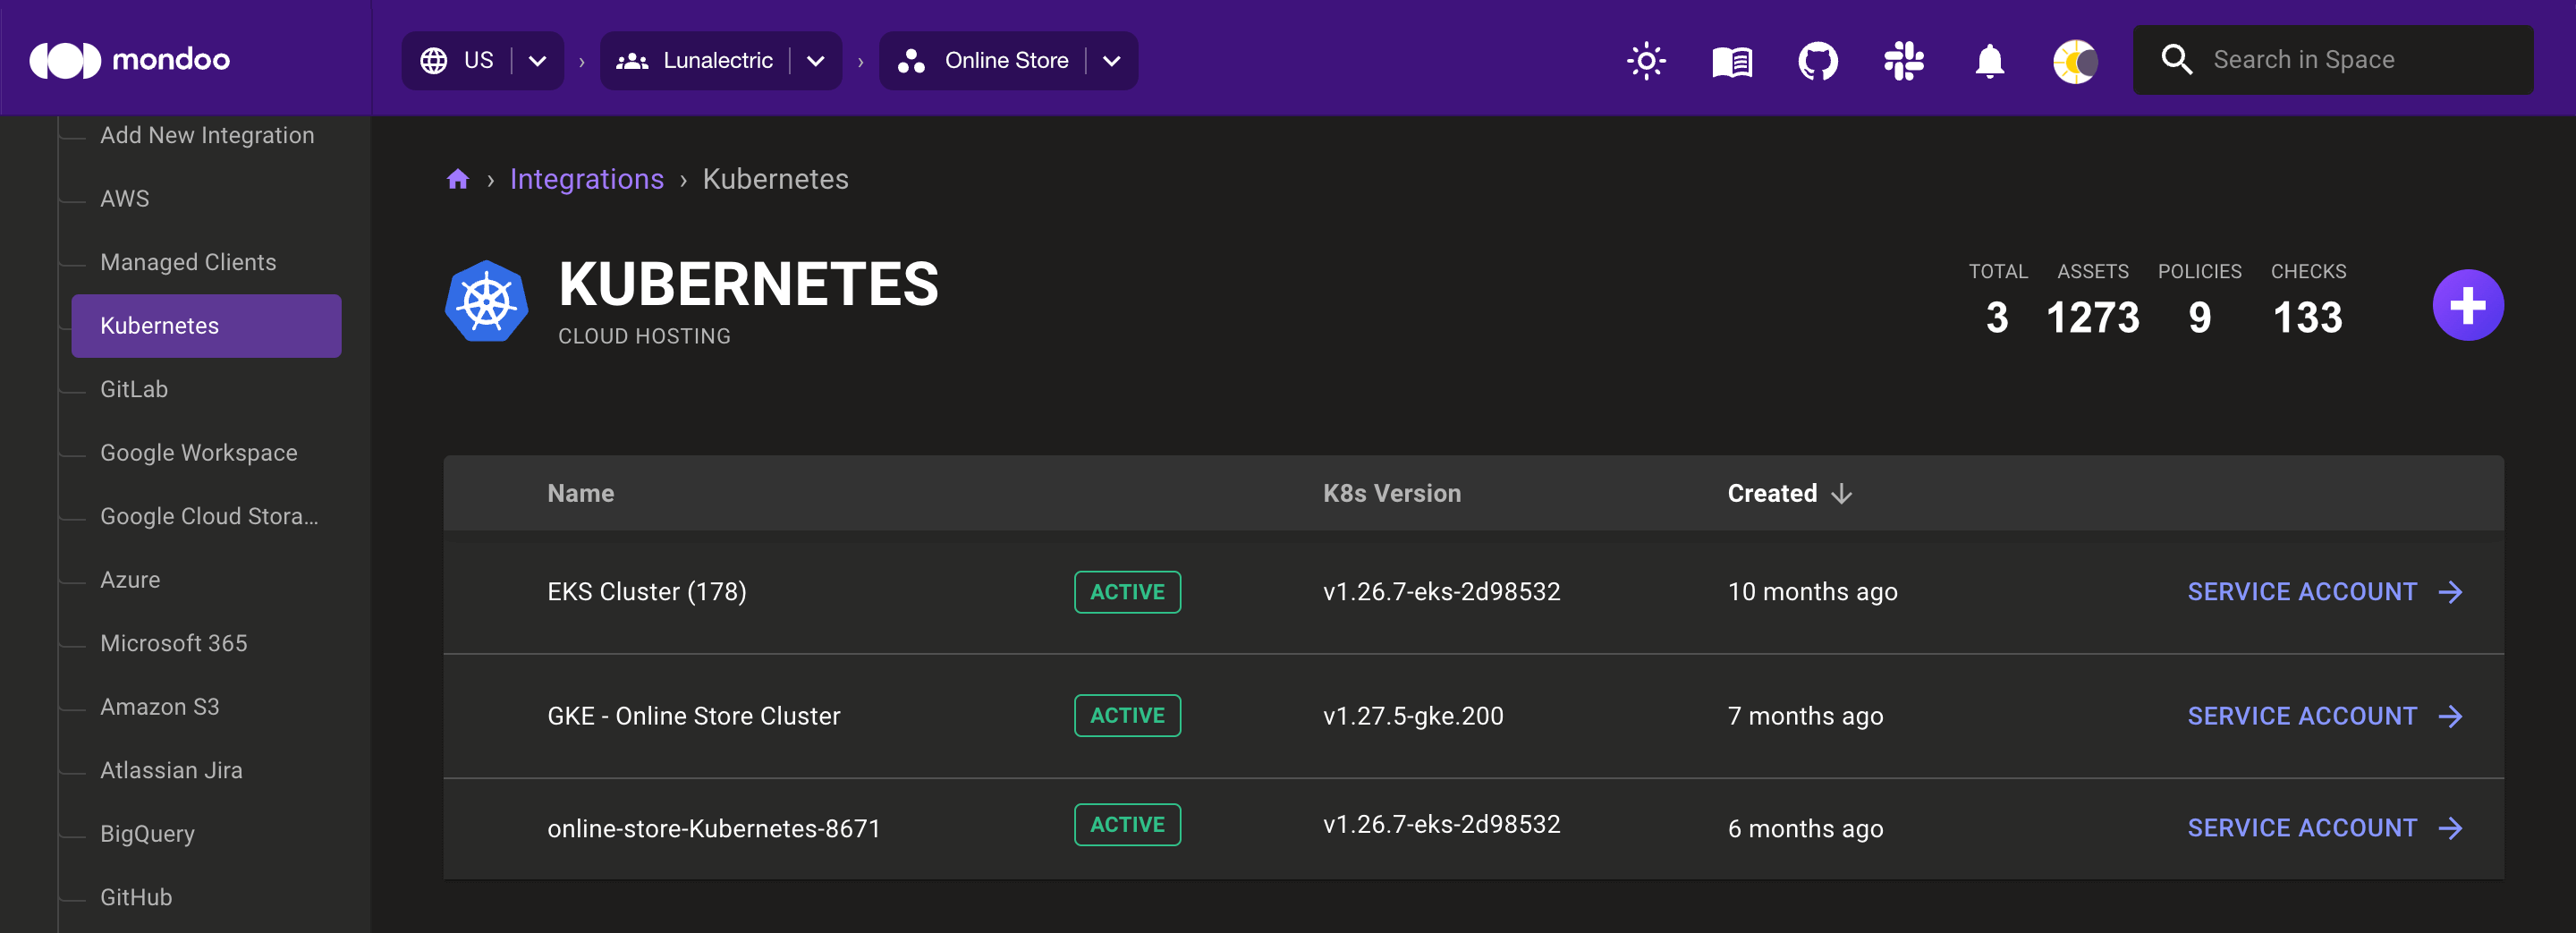 mondoo
US
Lunalectric
Online Store
Search in Space
Add New Integration
AWS
Managed Clients
Kubernetes
GitLab
Google Workspace
Google Cloud Stora...
Azure
Microsoft 365
Amazon S3
Atlassian Jira
BigQuery
GitHub
› Integrations › Kubernetes
KUBERNETES
CLOUD HOSTING
TOTAL ASSETS POLICIES CHECKS
3 1273 9 133
Name K8s Version Created
EKS Cluster (178) ACTIVE v1.26.7-eks-2d98532 10 months ago SERVICE ACCOUNT
GKE - Online Store Cluster ACTIVE v1.27.5-gke.200 7 months ago SERVICE ACCOUNT
online-store-Kubernetes-8671 ACTIVE v1.26.7-eks-2d98532 6 months ago SERVICE ACCOUNT